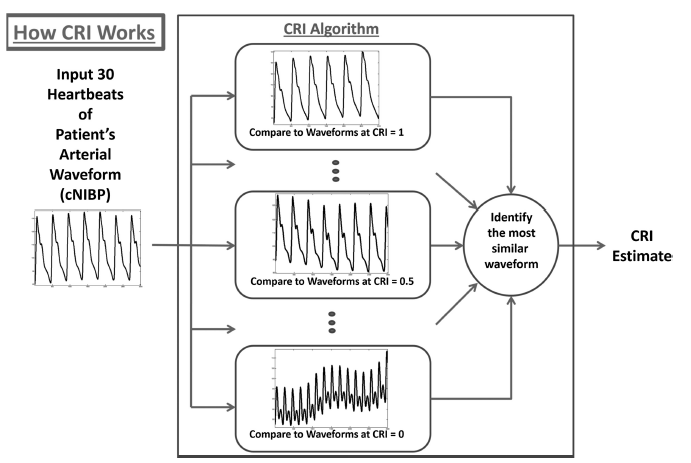 How CRI Works
CRI Algorithm
Input 30
Heartbeats
of
Patient's
Arterial
Waveform
(cNIBP)
Compare to Waveforms at CRI = 1
Compare to Waveforms at CRI = 0.5
Compare to Waveforms at CRI = 0
Identify
the most
similar
waveform
CRI
Estimate